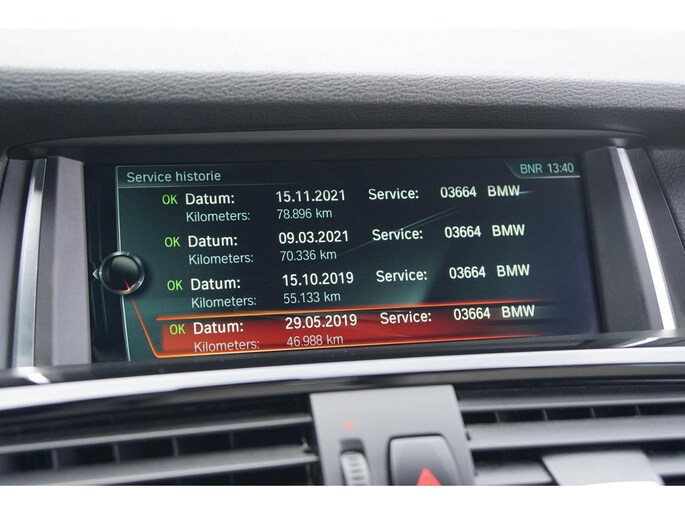 Service historie BNR 13:40
OK Datum: 15.11.2021 Service: 03664 BMW
Kilometers: 78.896 km
OK Datum: 09.03.2021 Service: 03664 BMW
Kilometers: 70.336 km
OK Datum: 15.10.2019 Service: 03664 BMW
Kilometers: 55.133 km
OK Datum: 29.05.2019 Service: 03664 BMW
Kilometers: 46.988 km